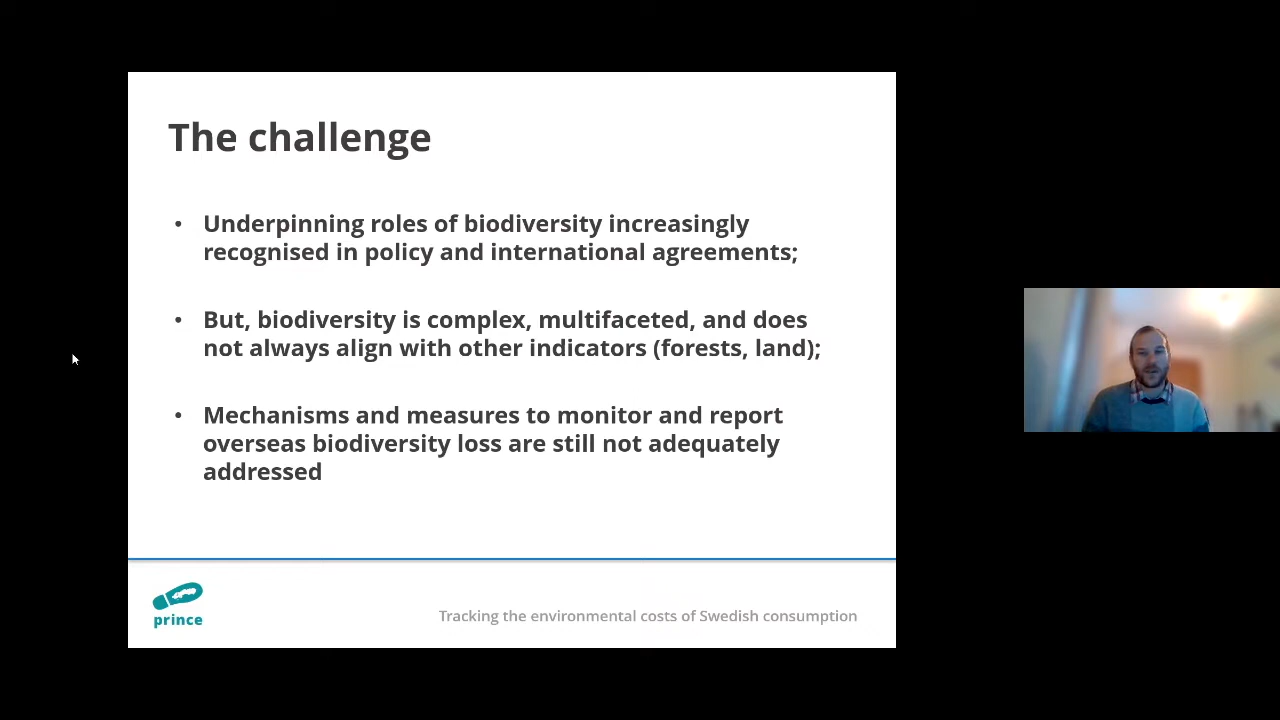 The challenge
• Underpinning roles of biodiversity increasingly
recognised in policy and international agreements;
• But, biodiversity is complex, multifaceted, and does
not always align with other indicators (forests, land);
• Mechanisms and measures to monitor and report
overseas biodiversity loss are still not adequately
addressed
prince
Tracking the environmental costs of Swedish consumption